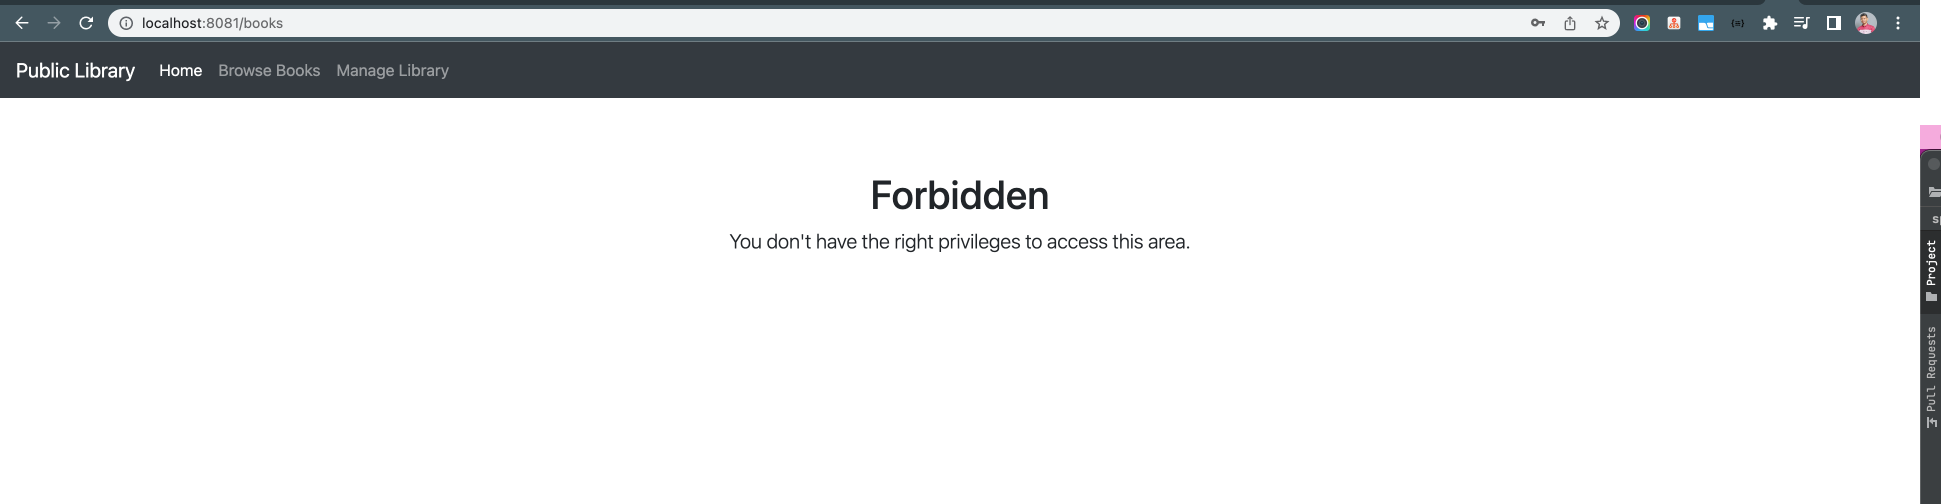 localhost:8081/books
Public Library Home Browse Books Manage Library
Forbidden
You don't have the right privileges to access this area.
Project
Pull Requests